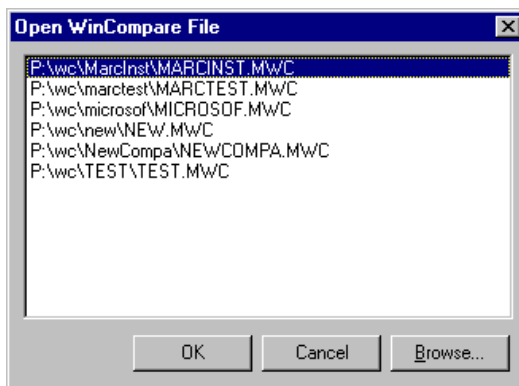 Open WinCompare File
P:\wc\MarcInst\MARCINST.MWC
P:\wc\marctest\MARCTEST.MWC
P:\wc\microsof\MICROSOF.MWC
P:\wc\new\NEW.MWC
P:\wc\NewCompa\NEWCOMPA.MWC
P:\wc\TEST\TEST.MWC
OK Cancel Browse...